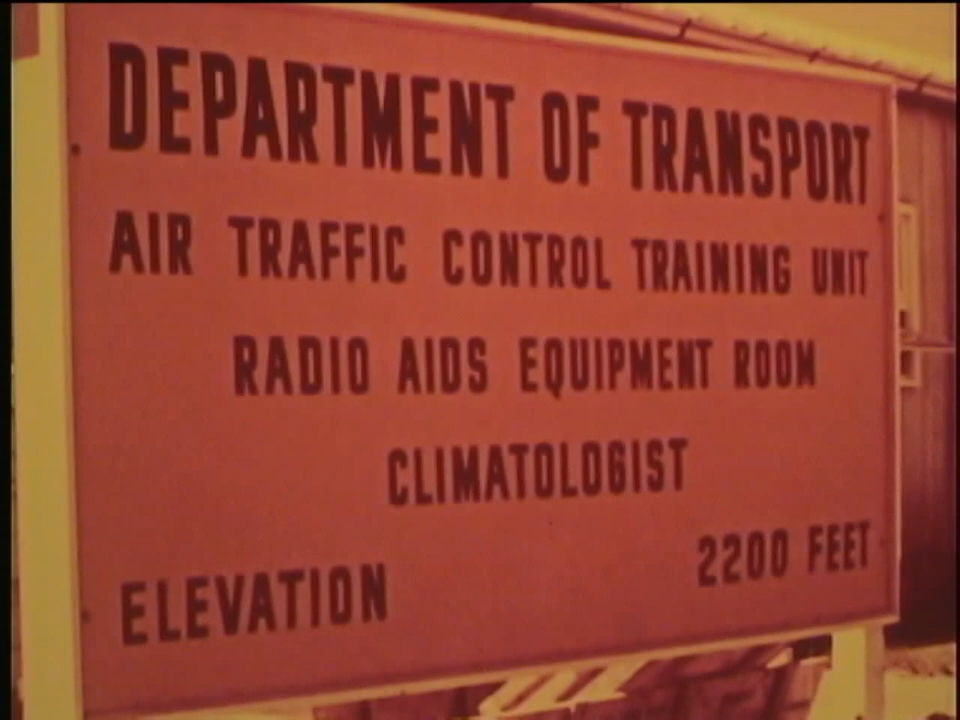 DEPARTMENT OF TRANSPORT
AIR TRAFFIC CONTROL TRAINING UNIT
RADIO AIDS EQUIPMENT ROOM
CLIMATOLOGIST
ELEVATION 2200 FEET